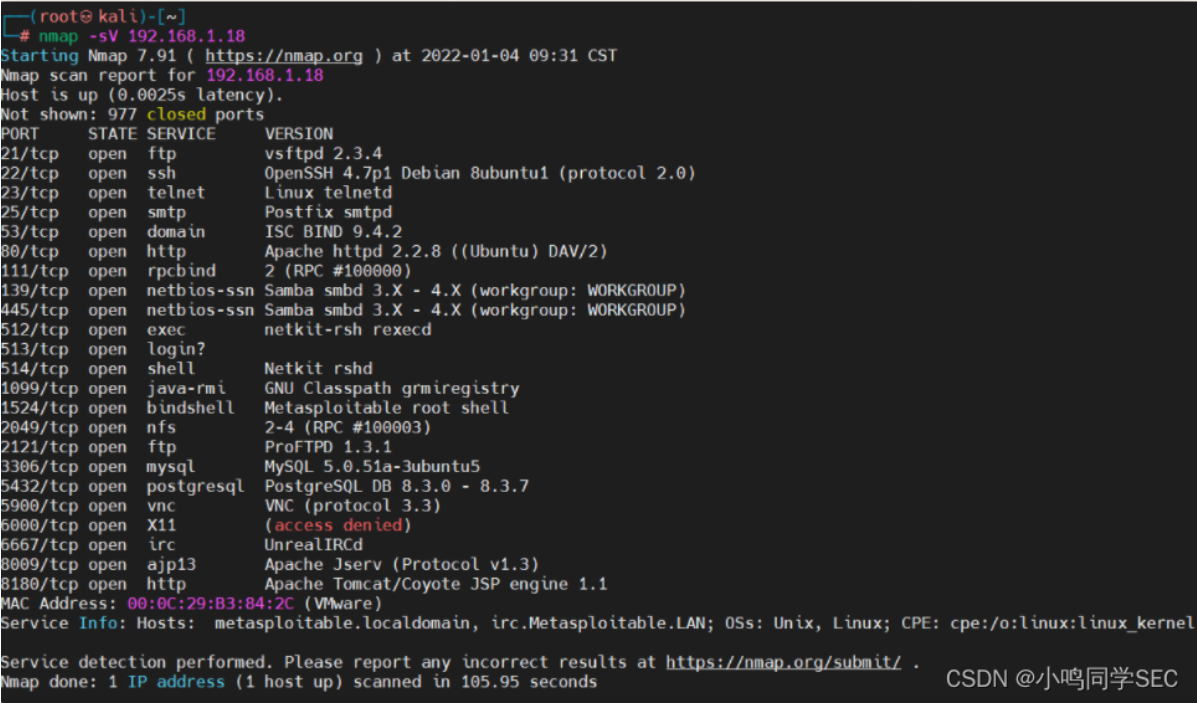 (root💀kali)-[~]
# nmap -sV 192.168.1.18
Starting Nmap 7.91 ( https://nmap.org ) at 2022-01-04 09:31 CST
Nmap scan report for 192.168.1.18
Host is up (0.0025s latency).
Not shown: 977 closed ports
PORT     STATE SERVICE     VERSION
21/tcp   open  ftp         vsftpd 2.3.4
22/tcp   open  ssh         OpenSSH 4.7p1 Debian 8ubuntu1 (protocol 2.0)
23/tcp   open  telnet      Linux telnetd
25/tcp   open  smtp        Postfix smtpd
53/tcp   open  domain      ISC BIND 9.4.2
80/tcp   open  http        Apache httpd 2.2.8 ((Ubuntu) DAV/2)
111/tcp  open  rpcbind     2 (RPC #100000)
139/tcp  open  netbios-ssn Samba smbd 3.X - 4.X (workgroup: WORKGROUP)
445/tcp  open  netbios-ssn Samba smbd 3.X - 4.X (workgroup: WORKGROUP)
512/tcp  open  exec        netkit-rsh rexecd
513/tcp  open  login?
514/tcp  open  shell       Netkit rshd
1099/tcp open  java-rmi    GNU Classpath grmiregistry
1524/tcp open  bindshell   Metasploitable root shell
2049/tcp open  nfs         2-4 (RPC #100003)
2121/tcp open  ftp         ProFTPD 1.3.1
3306/tcp open  mysql       MySQL 5.0.51a-3ubuntu5
5432/tcp open  postgresql  PostgreSQL DB 8.3.0 - 8.3.7
5900/tcp open  vnc         VNC (protocol 3.3)
6000/tcp open  X11         (access denied)
6667/tcp open  irc         UnrealIRCd
8009/tcp open  ajp13       Apache Jserv (Protocol v1.3)
8180/tcp open  http        Apache Tomcat/Coyote JSP engine 1.1
MAC Address: 00:0C:29:B3:84:2C (VMware)
Service Info: Hosts:  metasploitable.localdomain, irc.Metasploitable.LAN; OSs: Unix, Linux; CPE: cpe:/o:linux:linux_kernel
Service detection performed. Please report any incorrect results at https://nmap.org/submit/ .
Nmap done: 1 IP address (1 host up) scanned in 105.95 seconds
CSDN @小鸣同学SEC